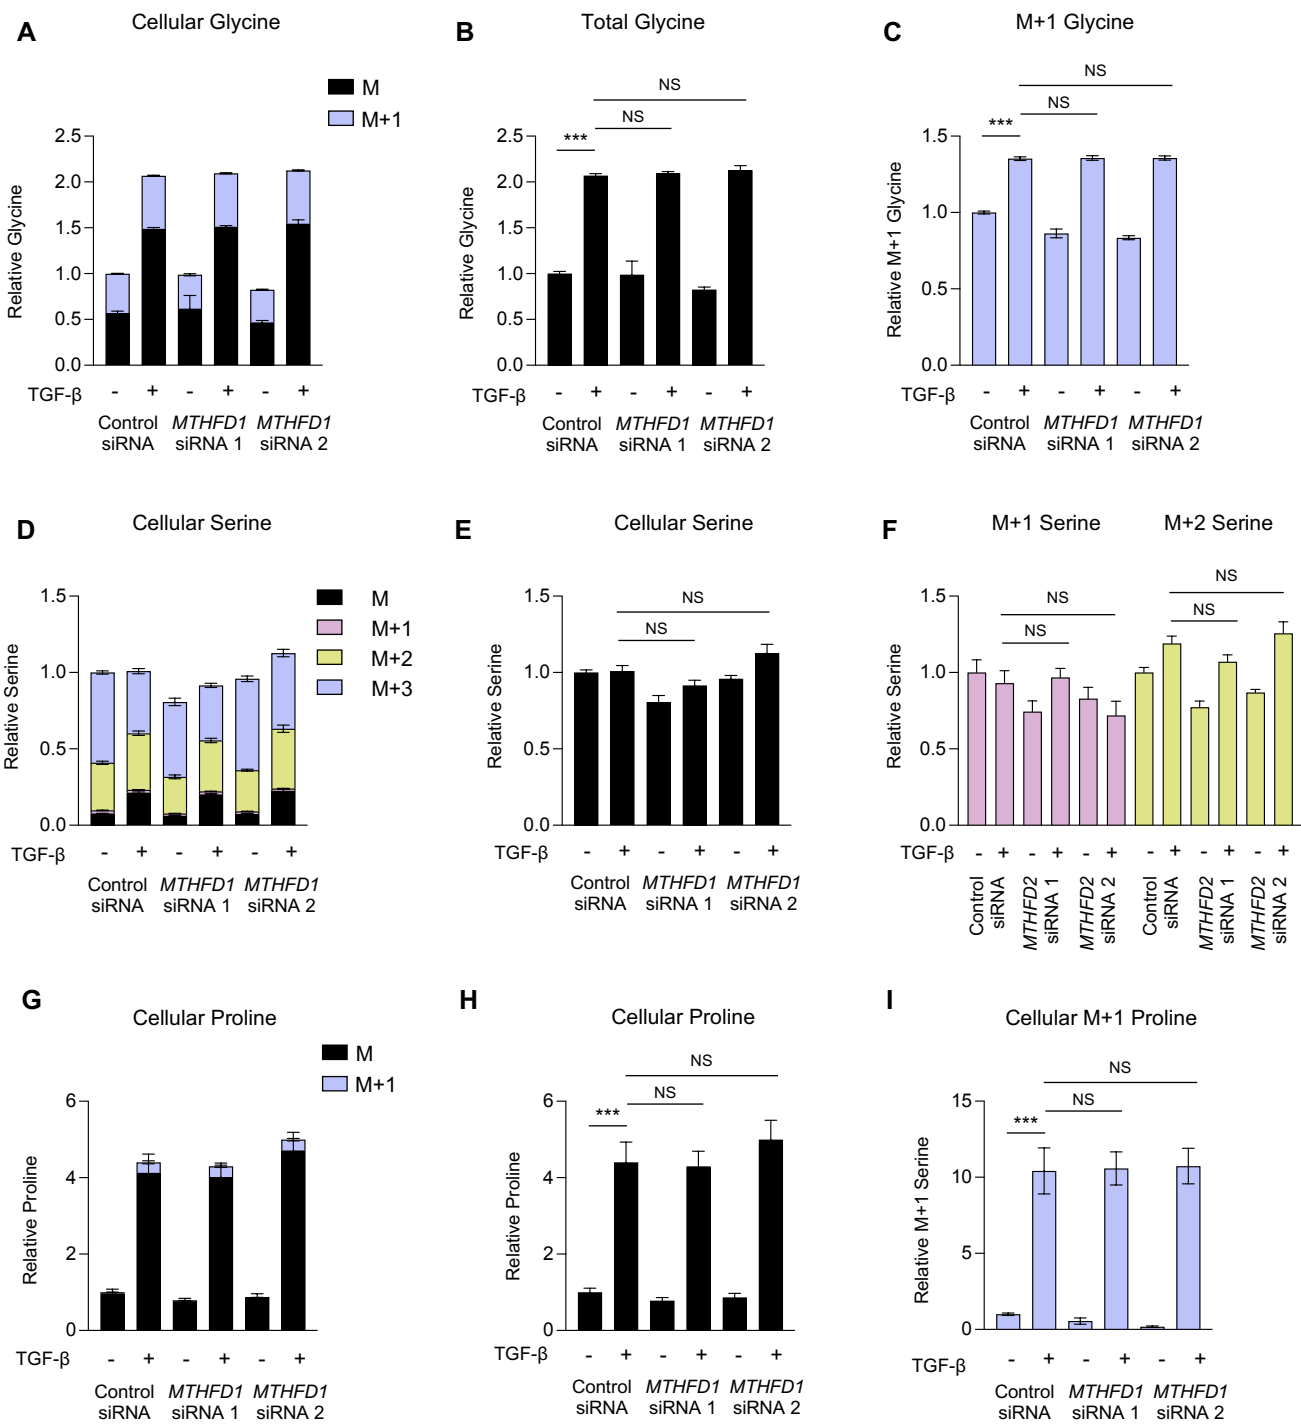 A
Cellular Glycine
M
M+1
Relative Glycine
2.5
2.0
1.5
1.0
0.5
0.0
TGF-β - + - + - +
Control siRNA
MTHFD1 siRNA 1
MTHFD1 siRNA 2
B
Total Glycine
NS
NS
***
Relative Glycine
2.5
2.0
1.5
1.0
0.5
0.0
TGF-β - + - + - +
Control siRNA
MTHFD1 siRNA 1
MTHFD1 siRNA 2
C
M+1 Glycine
NS
NS
***
Relative M+1 Glycine
1.5
1.0
0.5
0.0
TGF-β - + - + - +
Control siRNA
MTHFD1 siRNA 1
MTHFD1 siRNA 2
D
Cellular Serine
M
M+1
M+2
M+3
Relative Serine
1.5
1.0
0.5
0.0
TGF-β - + - + - +
Control siRNA
MTHFD1 siRNA 1
MTHFD1 siRNA 2
E
Cellular Serine
NS
NS
Relative Serine
1.5
1.0
0.5
0.0
TGF-β - + - + - +
Control siRNA
MTHFD1 siRNA 1
MTHFD1 siRNA 2
F
M+1 Serine
M+2 Serine
NS
NS
NS
NS
Relative Serine
1.5
1.0
0.5
0.0
TGF-β - + - + - + - + - + - +
Control siRNA
MTHFD2 siRNA 1
MTHFD2 siRNA 2
Control siRNA
MTHFD2 siRNA 1
MTHFD2 siRNA 2
G
Cellular Proline
M
M+1
Relative Proline
6
4
2
0
TGF-β - + - + - +
Control siRNA
MTHFD1 siRNA 1
MTHFD1 siRNA 2
H
Cellular Proline
NS
NS
***
Relative Proline
6
4
2
0
TGF-β - + - + - +
Control siRNA
MTHFD1 siRNA 1
MTHFD1 siRNA 2
I
Cellular M+1 Proline
NS
NS
***
Relative M+1 Serine
15
10
5
0
TGF-β - + - + - +
Control siRNA
MTHFD1 siRNA 1
MTHFD1 siRNA 2